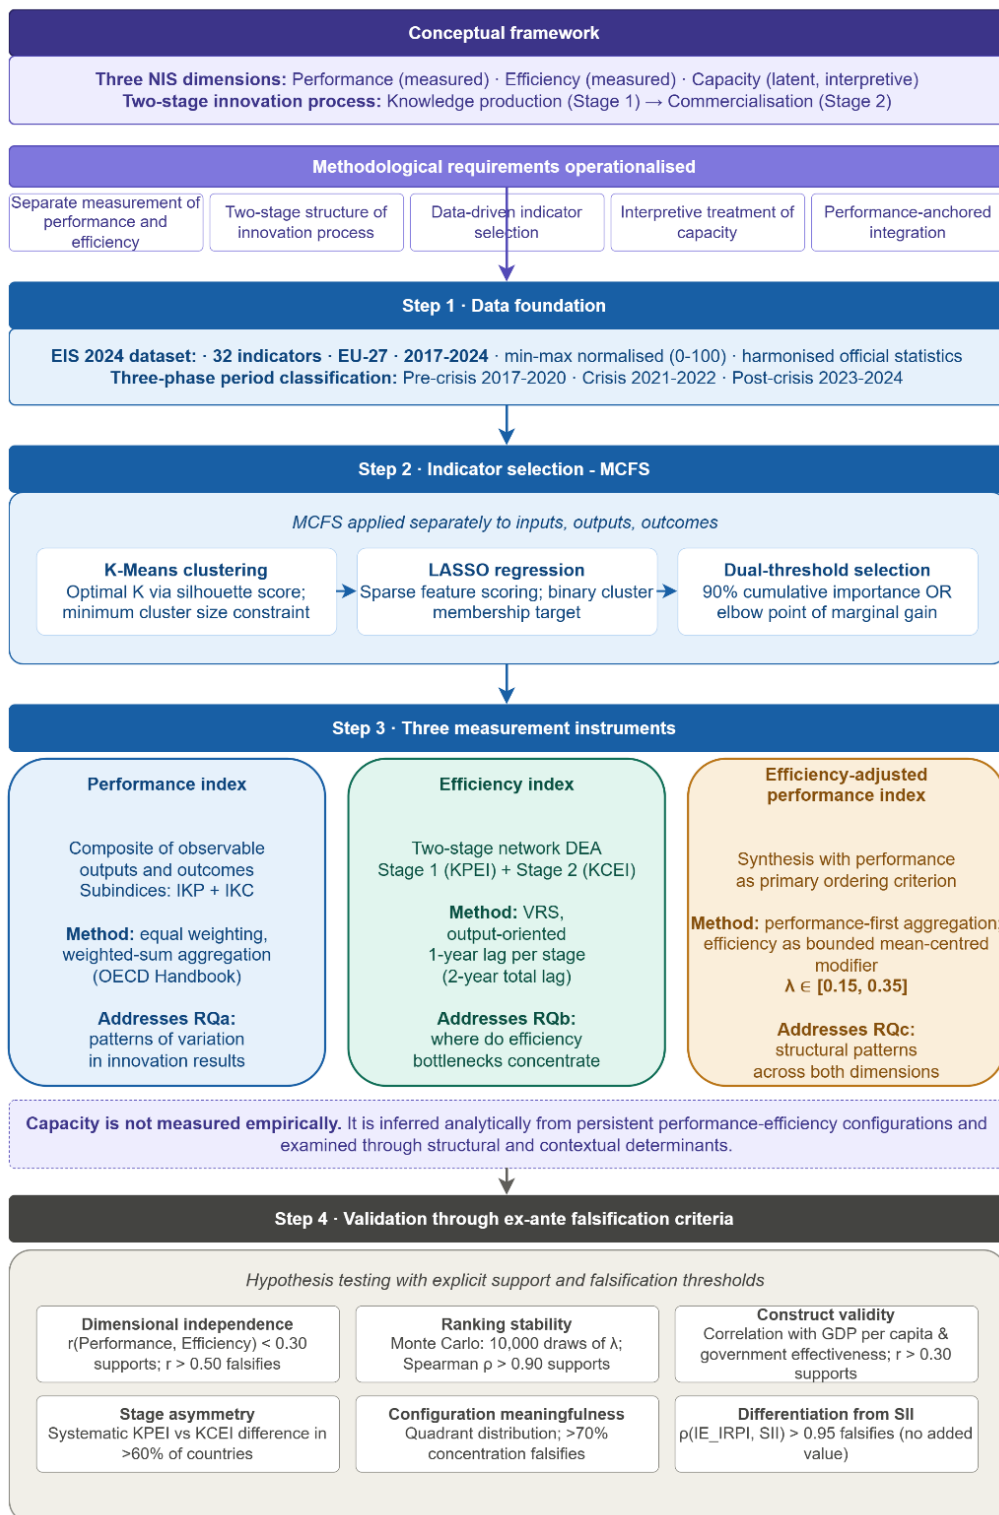 Conceptual framework
Three NIS dimensions: Performance (measured) · Efficiency (measured) · Capacity (latent, interpretive)
Two-stage innovation process: Knowledge production (Stage 1) → Commercialisation (Stage 2)
Methodological requirements operationalised
Separate measurement of
performance and
efficiency
Two-stage structure of
innovation process
Data-driven indicator
selection
Interpretive treatment of
capacity
Performance-anchored
integration
Step 1 · Data foundation
EIS 2024 dataset: · 32 indicators · EU-27 · 2017-2024 · min-max normalised (0-100) · harmonised official statistics
Three-phase period classification: Pre-crisis 2017-2020 · Crisis 2021-2022 · Post-crisis 2023-2024
Step 2 · Indicator selection - MCFS
MCFS applied separately to inputs, outputs, outcomes
K-Means clustering
Optimal K via silhouette score;
minimum cluster size constraint
LASSO regression
Sparse feature scoring; binary cluster
membership target
Dual-threshold selection
90% cumulative importance OR
elbow point of marginal gain
Step 3 · Three measurement instruments
Performance index
Composite of observable
outputs and outcomes
Subindices: IKP + IKC
Method: equal weighting,
weighted-sum aggregation
(OECD Handbook)
Addresses RQa:
patterns of variation
in innovation results
Efficiency index
Two-stage network DEA
Stage 1 (KPEI) + Stage 2 (KCEI)
Method: VRS,
output-oriented
1-year lag per stage
(2-year total lag)
Addresses RQb:
where do efficiency
bottlenecks concentrate
Efficiency-adjusted
performance index
Synthesis with performance
as primary ordering criterion
Method: performance-first aggregation;
efficiency as bounded mean-centred
modifier
λ ∈ [0.15, 0.35]
Addresses RQc:
structural patterns
across both dimensions
Capacity is not measured empirically. It is inferred analytically from persistent performance-efficiency configurations and
examined through structural and contextual determinants.
Step 4 · Validation through ex-ante falsification criteria
Hypothesis testing with explicit support and falsification thresholds
Dimensional independence
r(Performance, Efficiency) < 0.30
supports; r > 0.50 falsifies
Ranking stability
Monte Carlo: 10,000 draws of λ;
Spearman ρ > 0.90 supports
Construct validity
Correlation with GDP per capita &
government effectiveness; r > 0.30
supports
Stage asymmetry
Systematic KPEI vs KCEI difference in
>60% of countries
Configuration meaningfulness
Quadrant distribution; >70%
concentration falsifies
Differentiation from SII
ρ(IE_IRPI, SII) > 0.95 falsifies (no added
value)